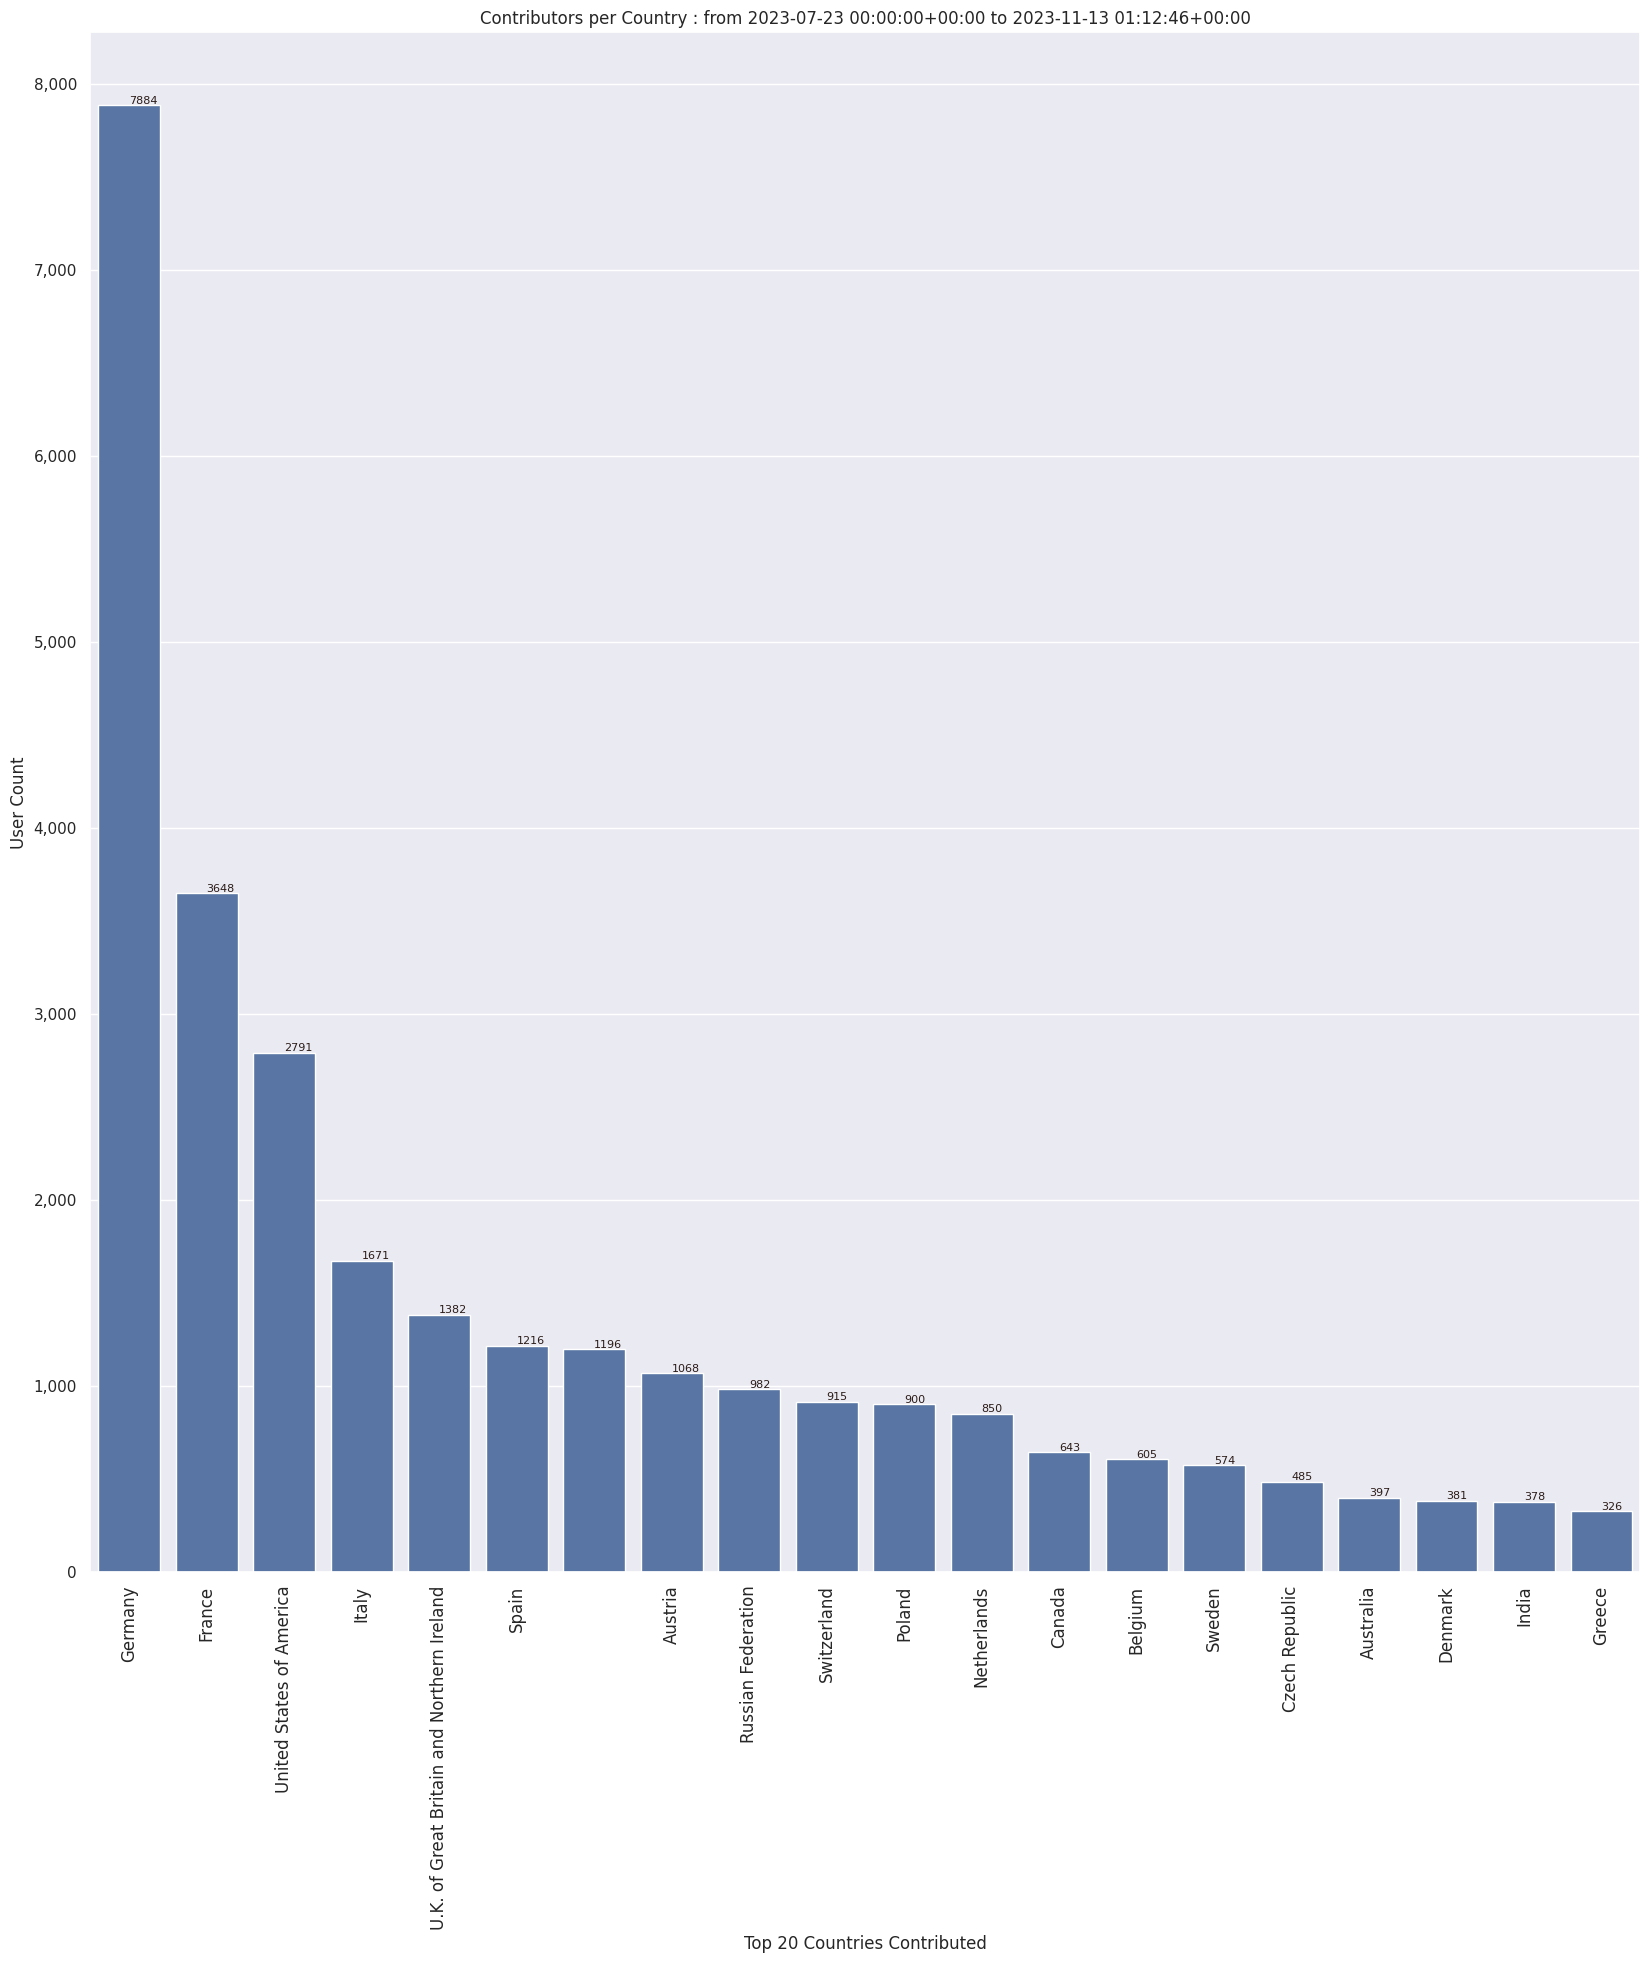 Contributors per Country : from 2023-07-23 00:00:00+00:00 to 2023-11-13 01:12:46+00:00
User Count
8,000
7,000
6,000
5,000
4,000
3,000
2,000
1,000
0
7884
3648
2791
1671
1382
1216
1196
1068
982
915
900
850
643
605
574
485
397
381
378
326
Germany
France
United States of America
Italy
U.K. of Great Britain and Northern Ireland
Spain
Austria
Russian Federation
Switzerland
Poland
Netherlands
Canada
Belgium
Sweden
Czech Republic
Australia
Denmark
India
Greece
Top 20 Countries Contributed